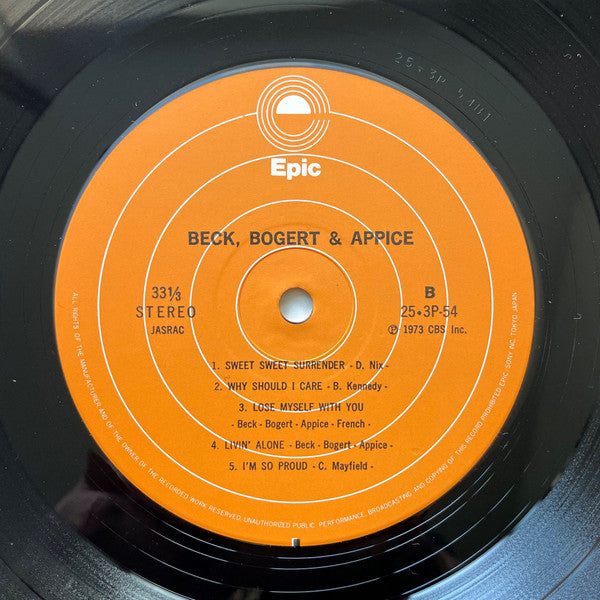 25・3P 54B1
Epic
BECK, BOGERT & APPICE
33⅓
STEREO
JASRAC
B
25・3P-54
Ⓟ 1973 CBS Inc.
1. SWEET SWEET SURRENDER - D. Nix -
2. WHY SHOULD I CARE - B. Kennedy -
3. LOSE MYSELF WITH YOU
- Beck - Bogert - Appice - French -
4. LIVIN' ALONE - Beck - Bogert - Appice -
5. I'M SO PROUD - C. Mayfield -
ALL RIGHTS OF THE MANUFACTURER AND OF THE OWNER OF THE RECORDED WORK RESERVED, UNAUTHORIZED PUBLIC PERFORMANCE, BROADCASTING AND COPYING OF THIS RECORD PROHIBITED EPIC, SONY INC. TOKYO JAPAN